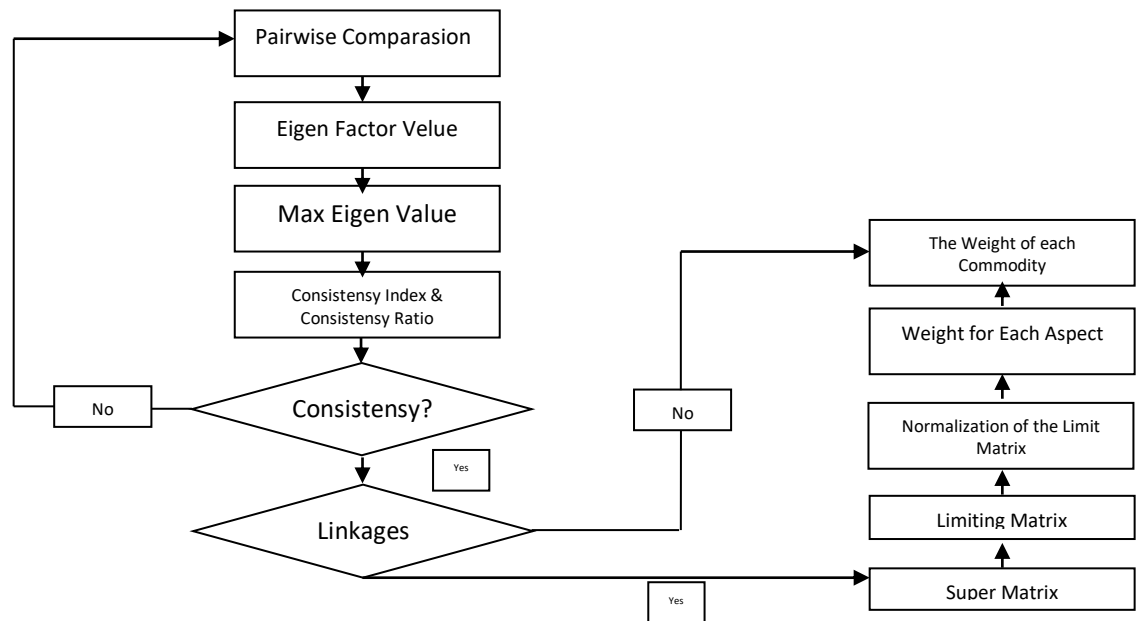 Pairwise Comparasion
Eigen Factor Velue
Max Eigen Value
Consistensy Index &
Consistensy Ratio
Consistensy?
No
Yes
Linkages
No
Yes
Super Matrix
Limiting Matrix
Normalization of the Limit
Matrix
Weight for Each Aspect
The Weight of each
Commodity